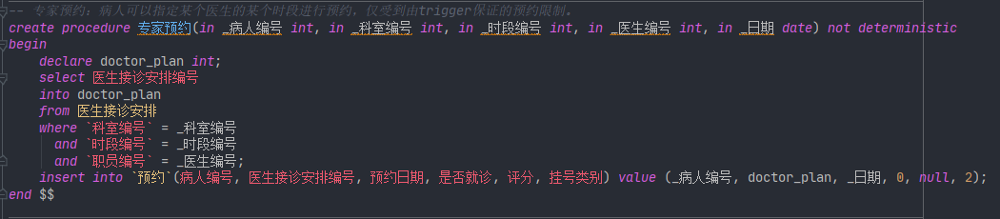 -- 专家预约：病人可以指定某个医生的某个时段进行预约，仅受到由trigger保证的预约限制.
create procedure 专家预约(in _病人编号 int, in _科室编号 int, in _时段编号 int, in _医生编号 int, in _日期 date) not deterministic
begin
declare doctor_plan int;
select 医生接诊安排编号
into doctor_plan
from 医生接诊安排
where `科室编号` = _科室编号
and `时段编号` = _时段编号
and `职员编号` = _医生编号;
insert into `预约`(病人编号, 医生接诊安排编号, 预约日期, 是否就诊, 评分, 挂号类别) value (_病人编号, doctor_plan, _日期, 0, null, 2);
end $$